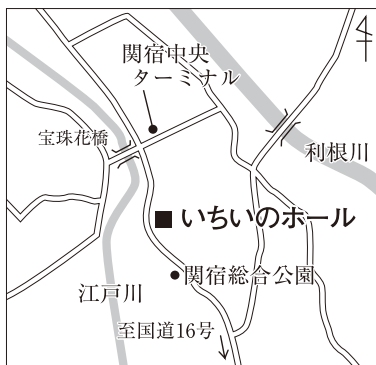 関宿中央
ターミナル
宝珠花橋
利根川
いちいのホール
関宿総合公園
江戸川
至国道16号